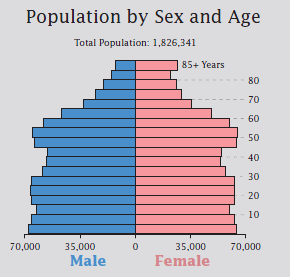 Population by Sex and Age
Total Population: 1,826,341
85+ Years
80
70
60
50
40
30
20
10
70,000 35,000 0 35,000 70,000
Male Female